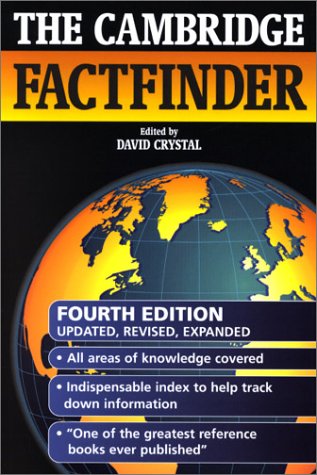 THE CAMBRIDGE
FACTFINDER
Edited by
DAVID CRYSTAL
FOURTH EDITION
UPDATED, REVISED, EXPANDED
• All areas of knowledge covered
• Indispensable index to help track
down information
• "One of the greatest reference
books ever published"